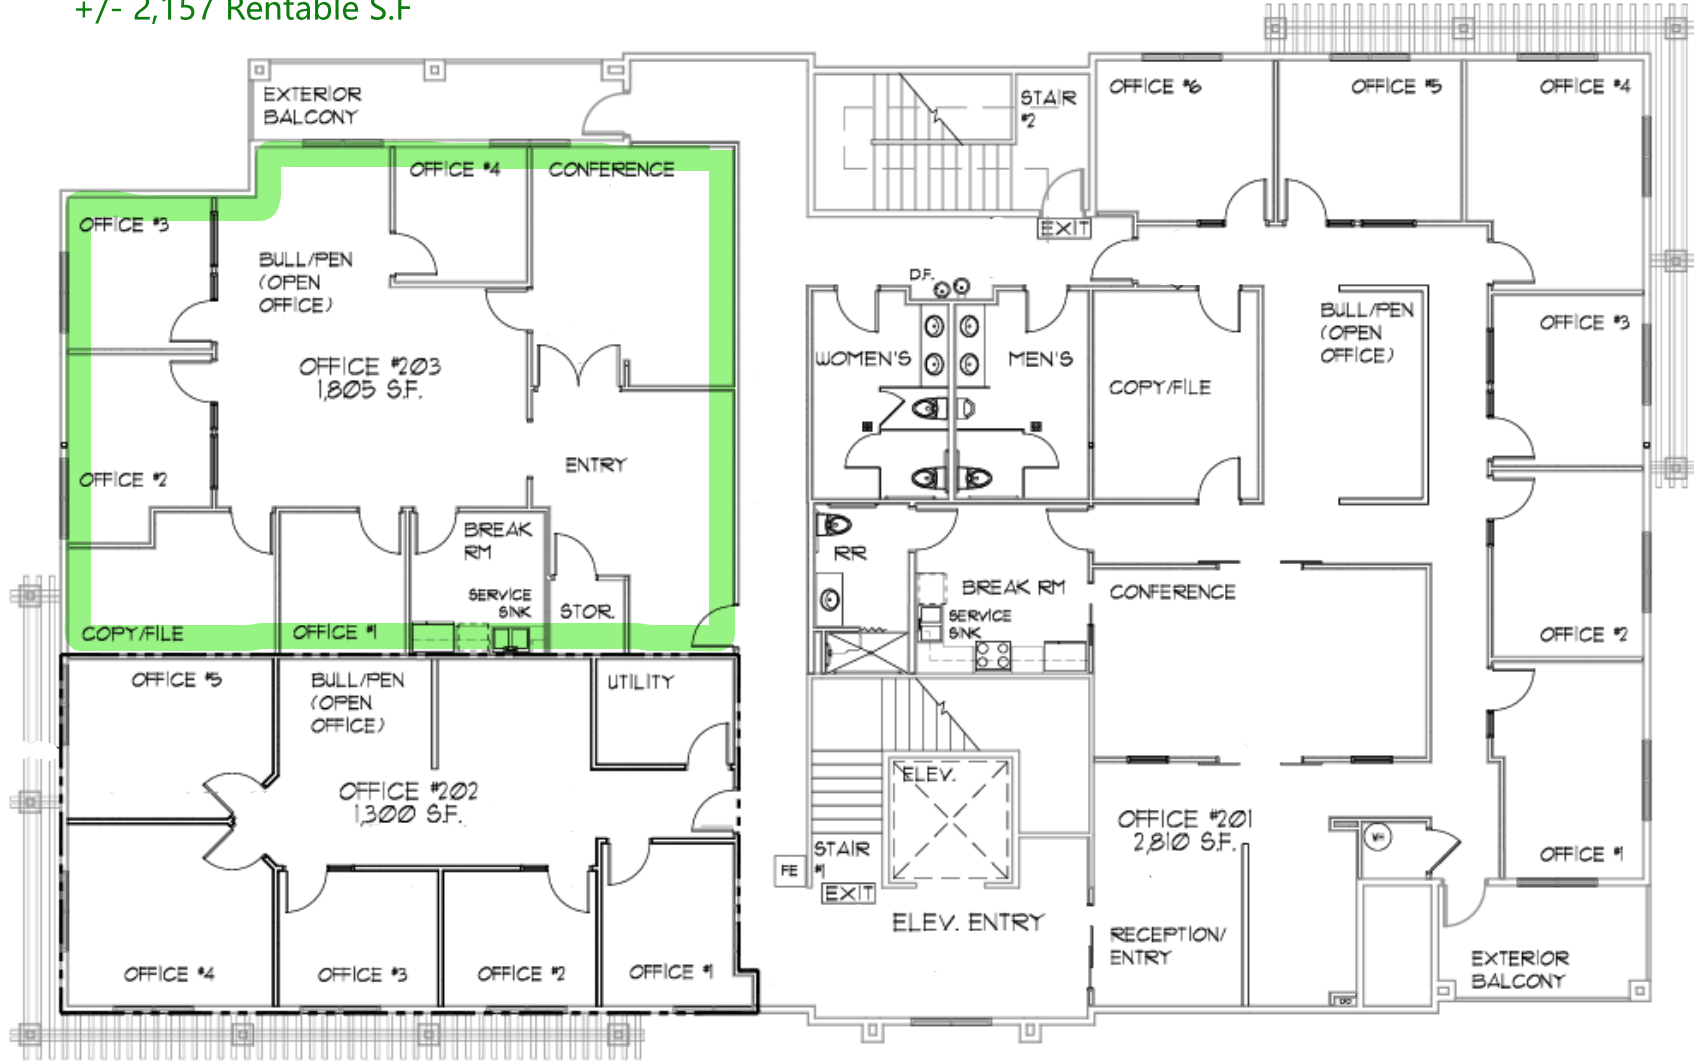 +/- 2,157 Rentable S.F
EXTERIOR
BALCONY
OFFICE #4
CONFERENCE
OFFICE #3
BULL/PEN
(OPEN
OFFICE)
OFFICE #203
1,805 S.F.
OFFICE #2
ENTRY
BREAK
RM
SERVICE
SINK
STOR.
COPY/FILE
OFFICE #1
OFFICE #5
BULL/PEN
(OPEN
OFFICE)
UTILITY
OFFICE #202
1,300 S.F.
OFFICE #4
OFFICE #3
OFFICE #2
OFFICE #1
STAIR
#2
EXIT
D.F.
WOMEN'S
MEN'S
RR
BREAK RM
SERVICE
SINK
ELEV.
STAIR
#1
FE
EXIT
ELEV. ENTRY
OFFICE #6
OFFICE #5
OFFICE #4
BULL/PEN
(OPEN
OFFICE)
OFFICE #3
COPY/FILE
CONFERENCE
OFFICE #2
OFFICE #201
2,810 S.F.
WH
OFFICE #1
RECEPTION/
ENTRY
EXTERIOR
BALCONY